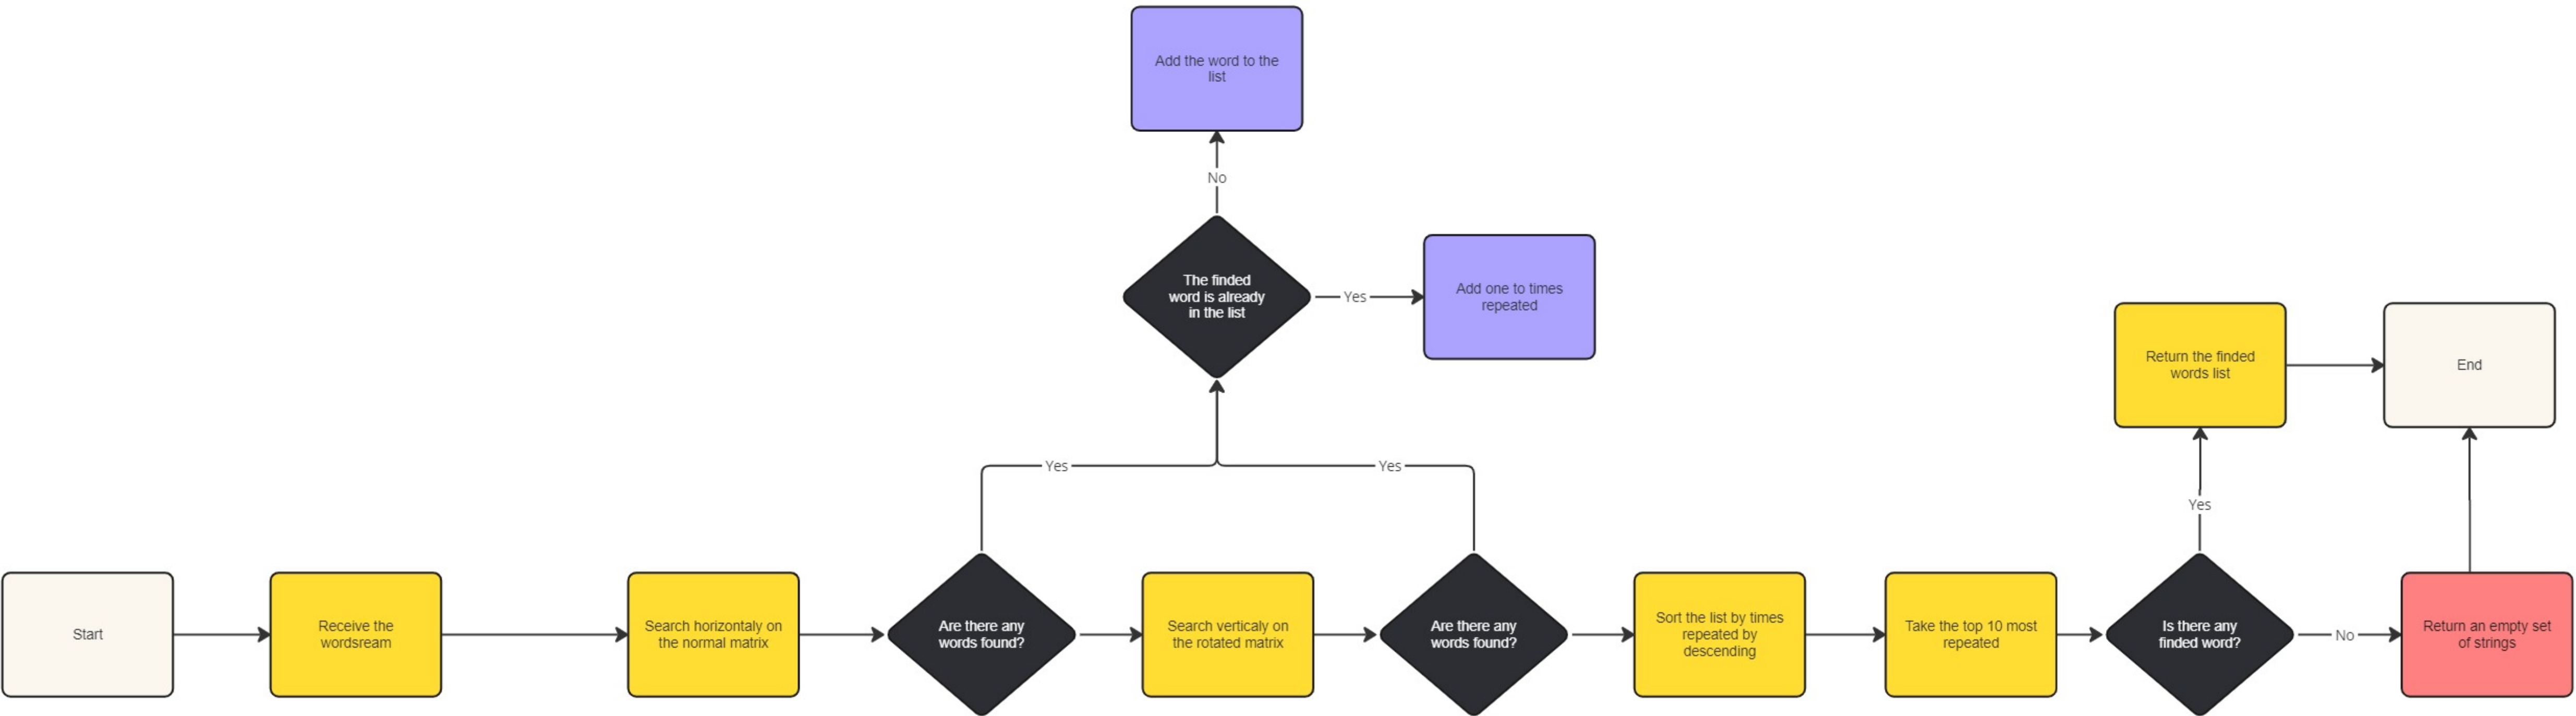 Add the word to the
list
No
The finded
word is already
in the list
Yes
Add one to times
repeated
Return the finded
words list
End
Yes
Yes
Yes
Start
Receive the
wordsream
Search horizontaly on
the normal matrix
Are there any
words found?
Search verticaly on
the rotated matrix
Are there any
words found?
Sort the list by times
repeated by
descending
Take the top 10 most
repeated
Is there any
finded word?
No
Return an empty set
of strings